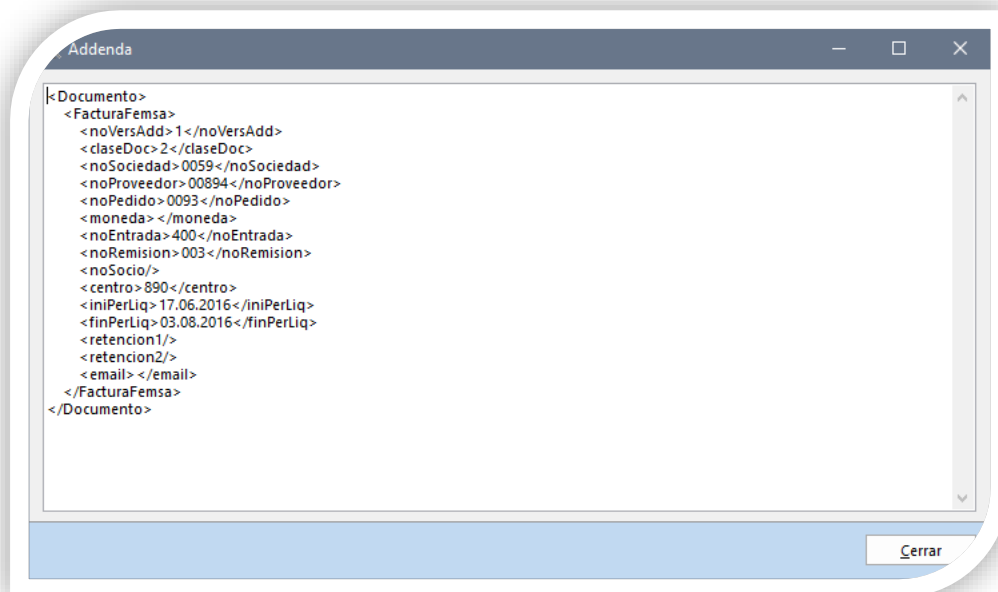 Addenda
<Documento>
<FacturaFemsa>
<noVersAdd>1</noVersAdd>
<claseDoc>2</claseDoc>
<noSociedad>0059</noSociedad>
<noProveedor>00894</noProveedor>
<noPedido>0093</noPedido>
<moneda></moneda>
<noEntrada>400</noEntrada>
<noRemision>003</noRemision>
<noSocio/>
<centro>890</centro>
<iniPerLiq>17.06.2016</iniPerLiq>
<finPerLiq>03.08.2016</finPerLiq>
<retencion1/>
<retencion2/>
<email></email>
</FacturaFemsa>
</Documento>
Cerrar